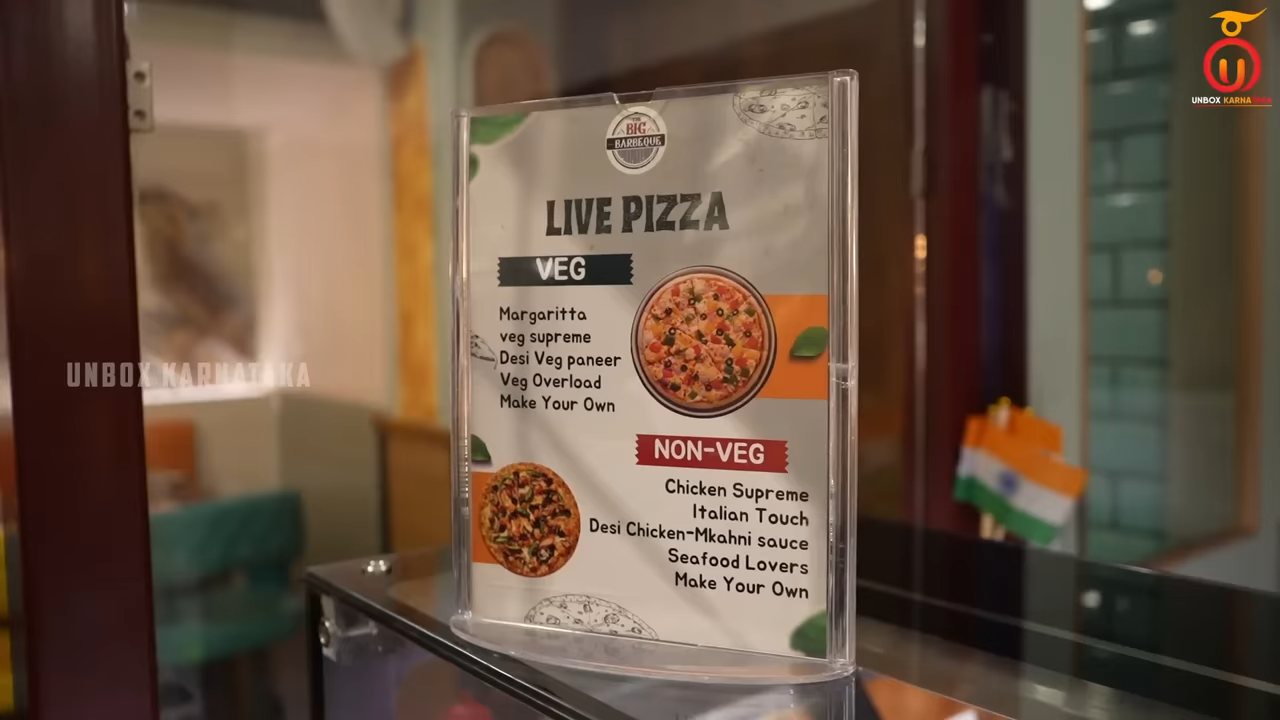 UNBOX KARNATAKA
THE
BIG
BARBEQUE
LIVE PIZZA
VEG
Margaritta
veg supreme
Desi Veg paneer
Veg Overload
Make Your Own
NON-VEG
Chicken Supreme
Italian Touch
Desi Chicken-Mkahni sauce
Seafood Lovers
Make Your Own
UNBOX KARNATAKA